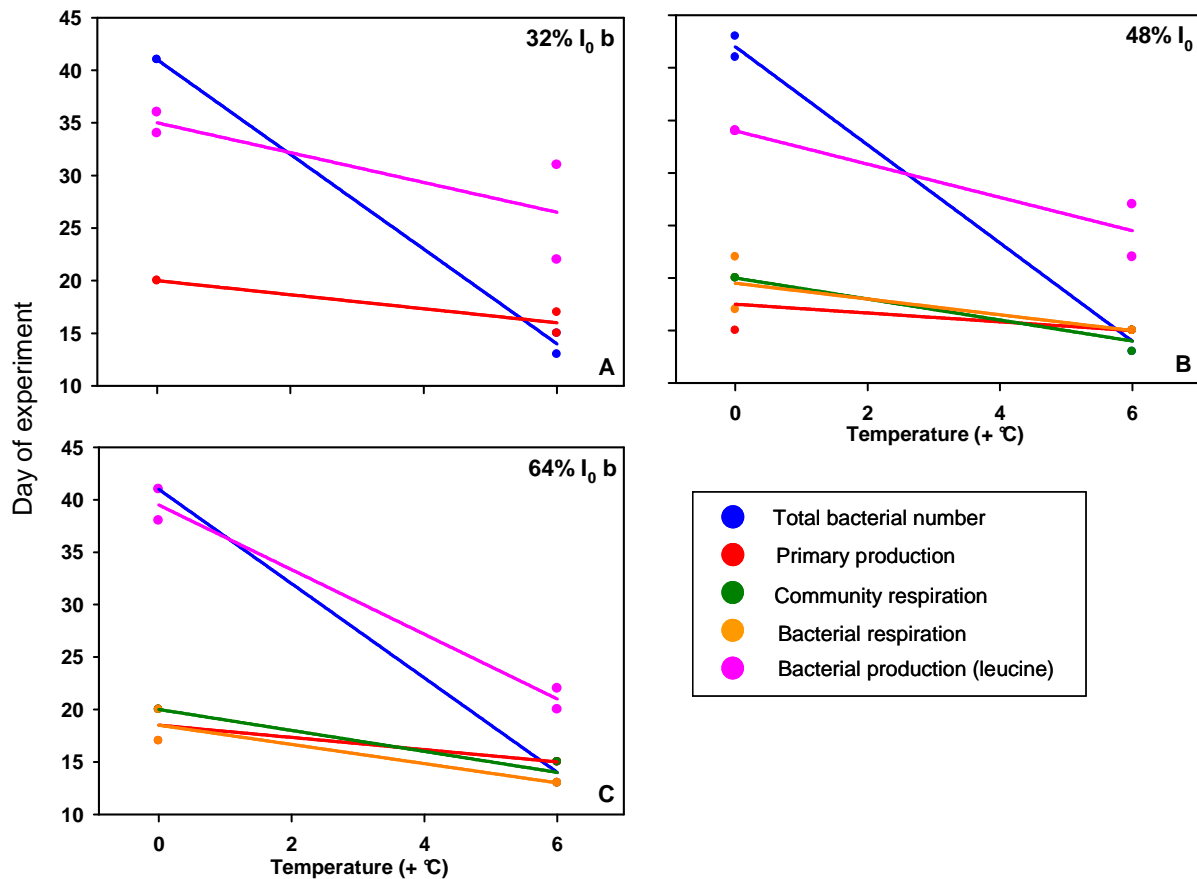 45
40
35
30
25
20
15
10
32% I0 b
A
48% I0
B
0
2
4
6
Temperature (+ °C)
Day of experiment
45
40
35
30
25
20
15
10
64% I0 b
C
0
2
4
6
Temperature (+ °C)
Total bacterial number
Primary production
Community respiration
Bacterial respiration
Bacterial production (leucine)